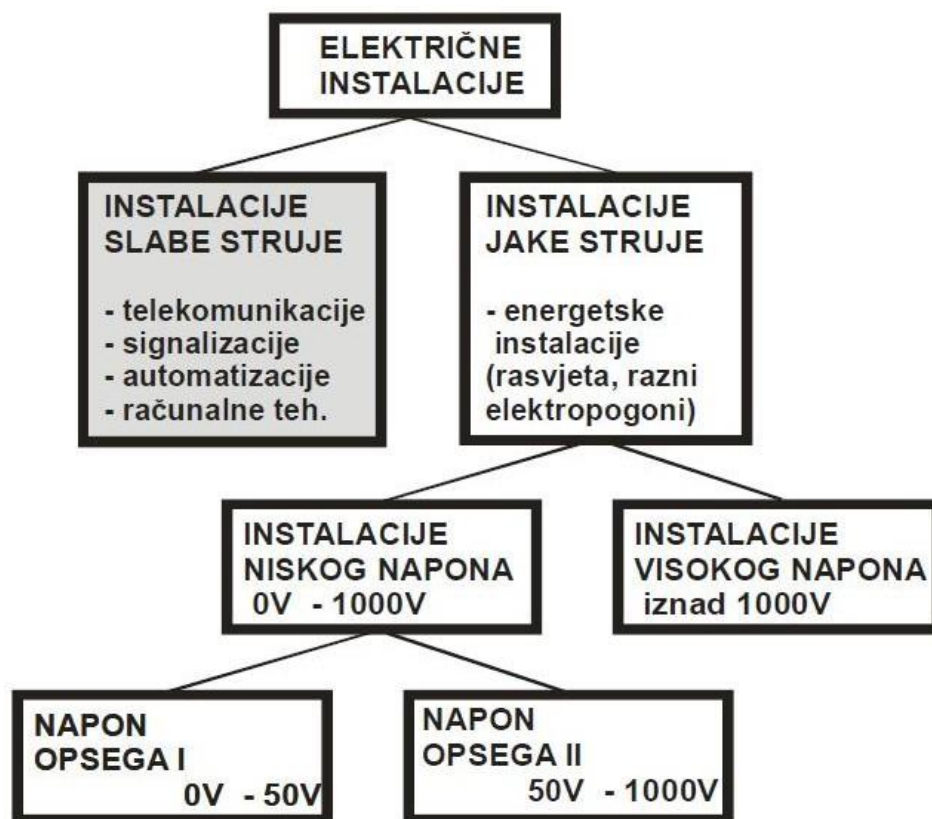 ELEKTRIČNE
INSTALACIJE
INSTALACIJE
SLABE STRUJE
- telekomunikacije
- signalizacije
- automatizacije
- računalne teh.
INSTALACIJE
JAKE STRUJE
- energetske
instalacije
(rasvjeta, razni
elektropogoni)
INSTALACIJE
NISKOG NAPONA
0V - 1000V
INSTALACIJE
VISOKOG NAPONA
iznad 1000V
NAPON
OPSEGA I
0V - 50V
NAPON
OPSEGA II
50V - 1000V